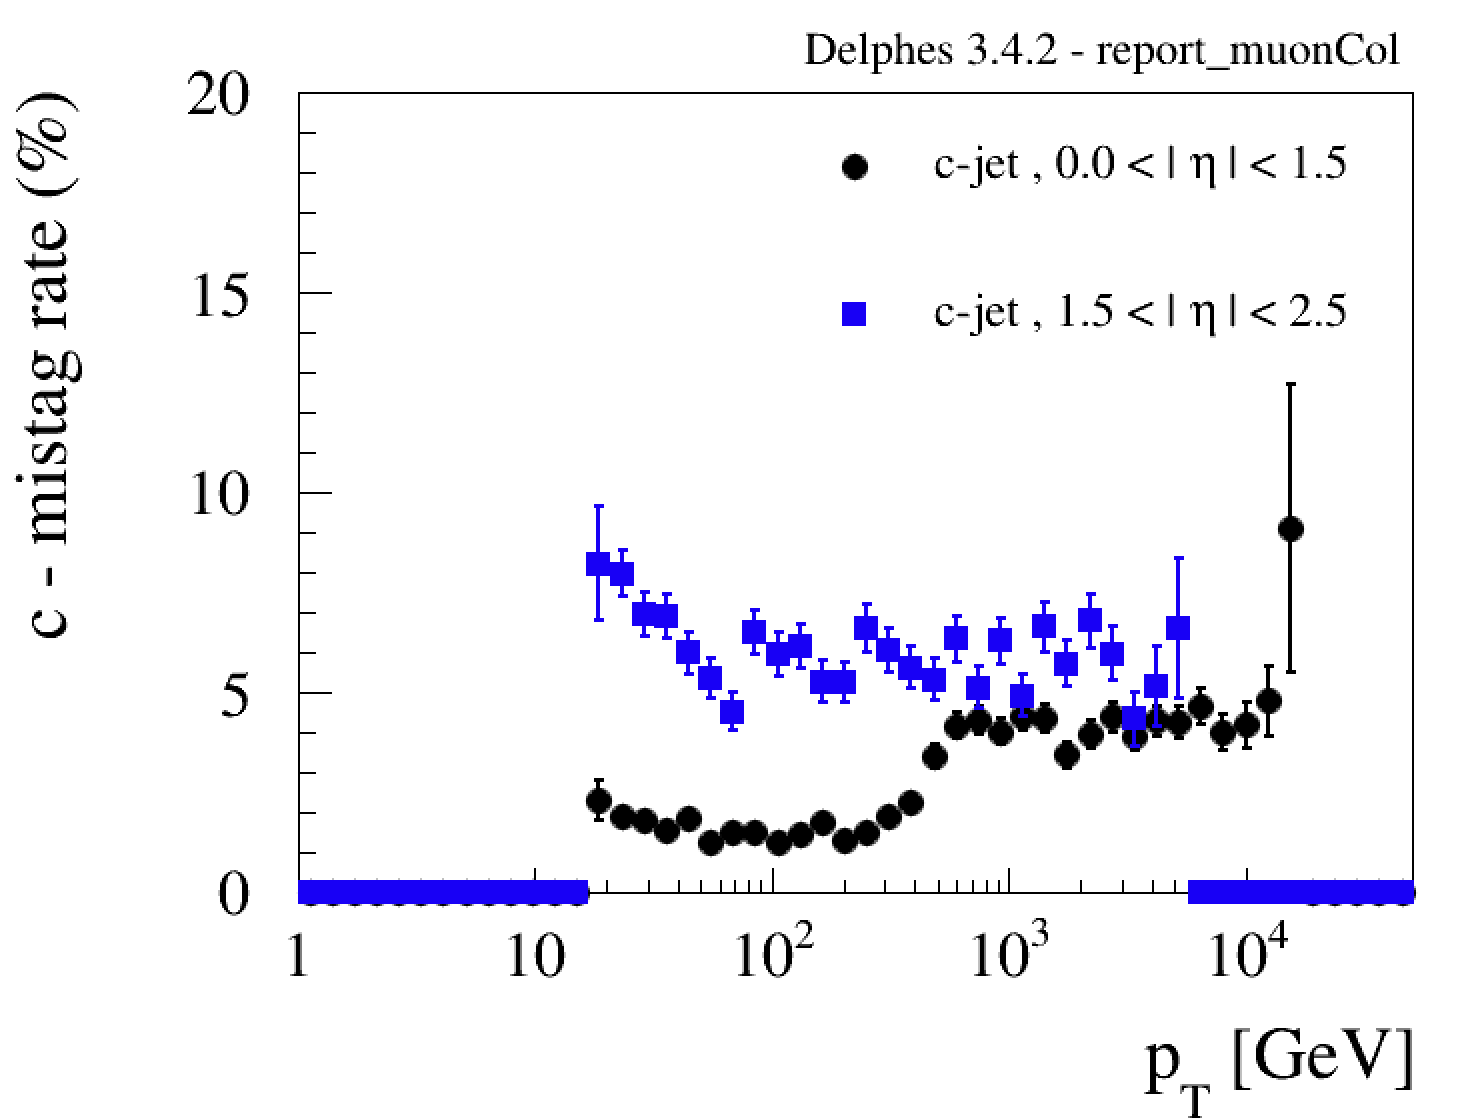 Delphes 3.4.2 - report_muonCol
c - mistag rate (%)
20
15
10
5
0
c-jet , 0.0 < | η | < 1.5
c-jet , 1.5 < | η | < 2.5
1 10 10² 10³ 10⁴
p_T [GeV]